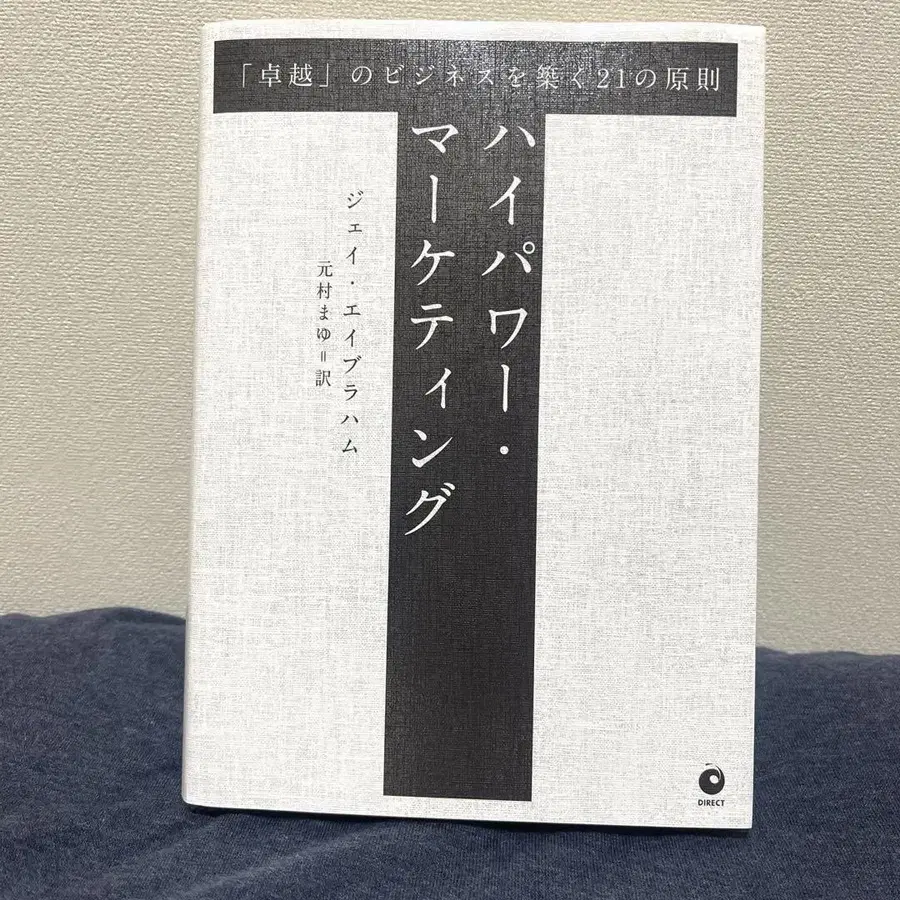 「卓越」のビジネスを築く21の原則
ハイパワー・
マーケティング
ジェイ・エイブラハム
元村まゆ=訳
DIRECT